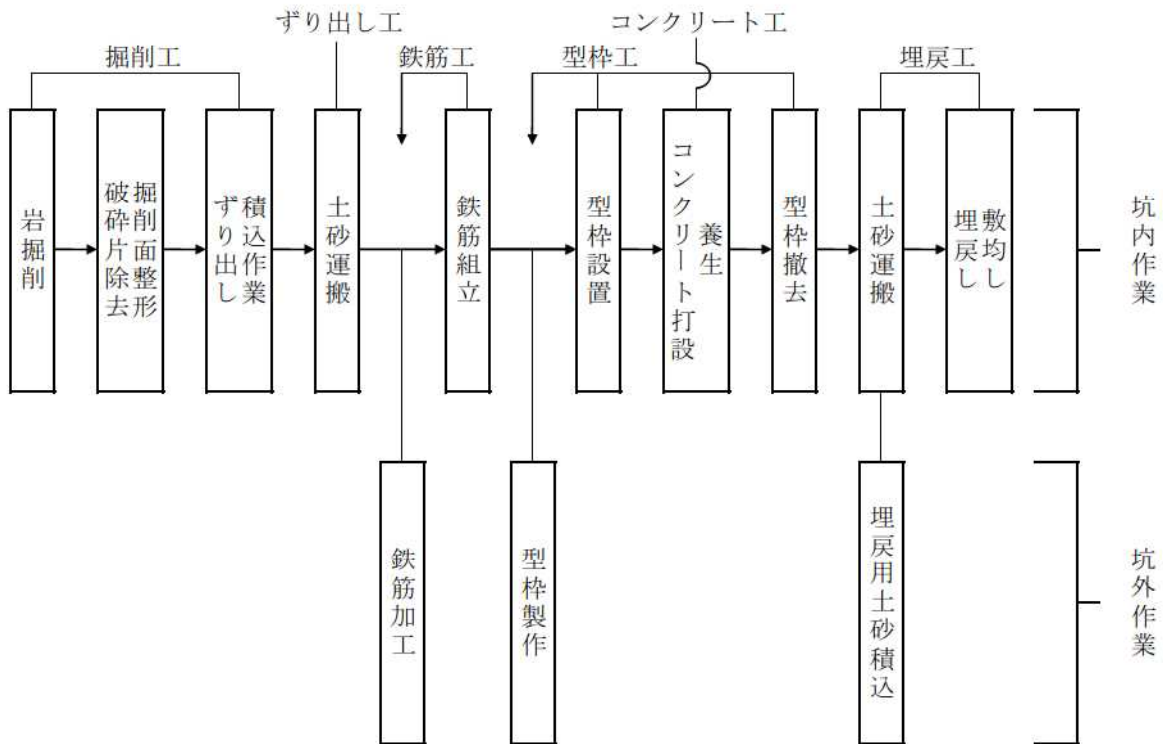 ずり出し工
コンクリート工
掘削工
鉄筋工
型枠工
埋戻工
岩掘削
掘削面整形
破砕片除去
積込作業
ずり出し
土砂運搬
鉄筋組立
型枠設置
養生
コンクリート打設
型枠撤去
土砂運搬
敷均し
埋戻し
坑内作業
鉄筋加工
型枠製作
埋戻用土砂積込
坑外作業